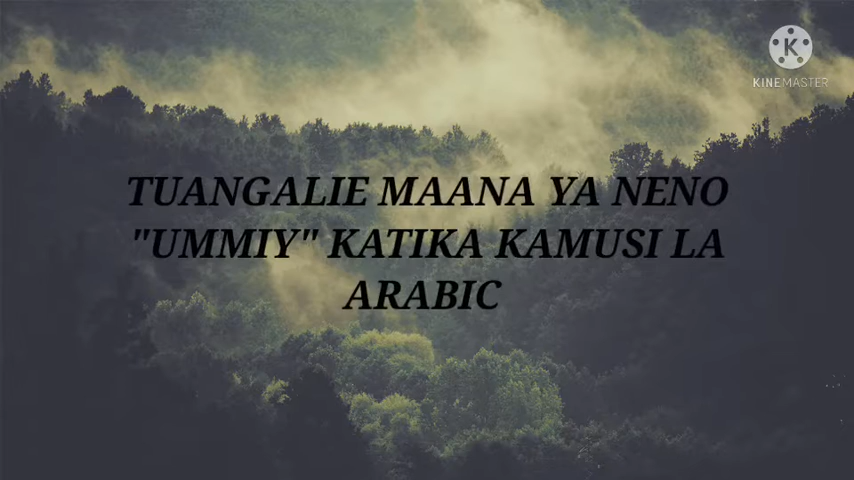 K
KINEMASTER
TUANGALIE MAANA YA NENO
"UMMIY" KATIKA KAMUSI LA
ARABIC